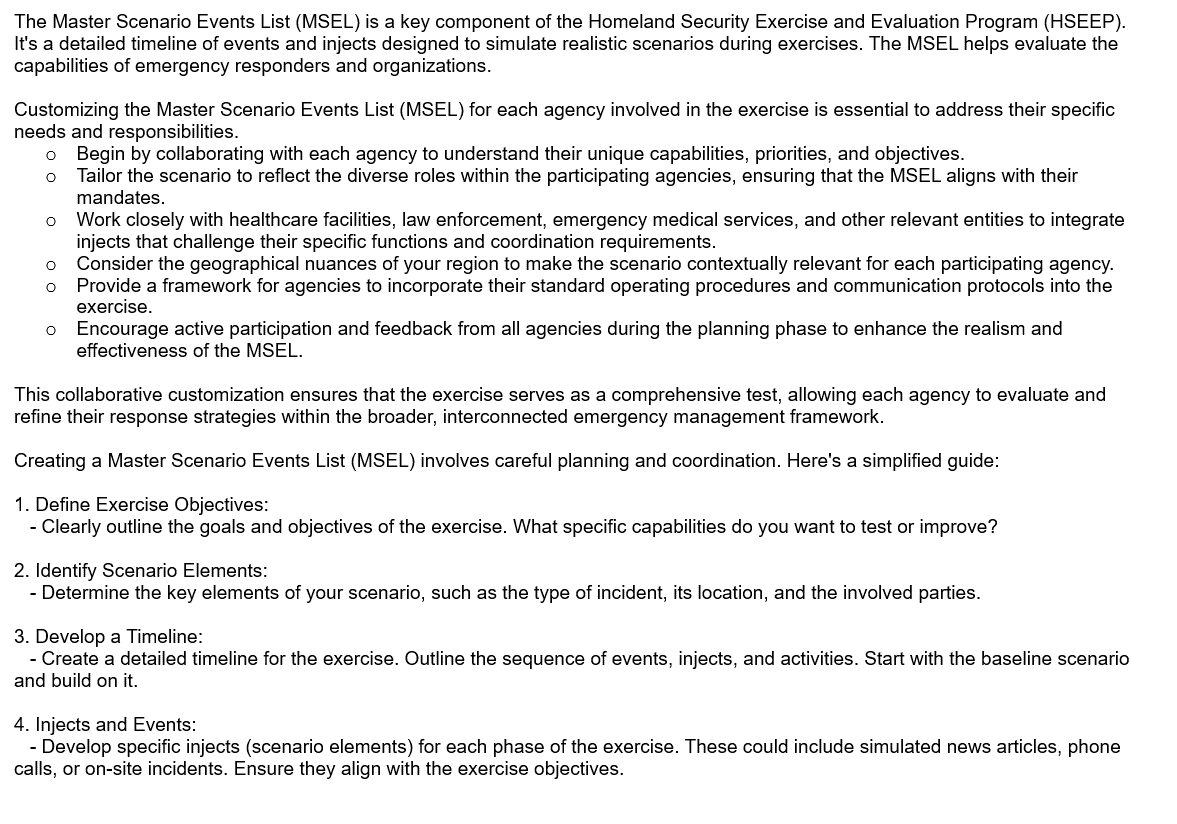 The Master Scenario Events List (MSEL) is a key component of the Homeland Security Exercise and Evaluation Program (HSEEP).
It's a detailed timeline of events and injects designed to simulate realistic scenarios during exercises. The MSEL helps evaluate the
capabilities of emergency responders and organizations.

Customizing the Master Scenario Events List (MSEL) for each agency involved in the exercise is essential to address their specific
needs and responsibilities.
o Begin by collaborating with each agency to understand their unique capabilities, priorities, and objectives.
o Tailor the scenario to reflect the diverse roles within the participating agencies, ensuring that the MSEL aligns with their
mandates.
o Work closely with healthcare facilities, law enforcement, emergency medical services, and other relevant entities to integrate
injects that challenge their specific functions and coordination requirements.
o Consider the geographical nuances of your region to make the scenario contextually relevant for each participating agency.
o Provide a framework for agencies to incorporate their standard operating procedures and communication protocols into the
exercise.
o Encourage active participation and feedback from all agencies during the planning phase to enhance the realism and
effectiveness of the MSEL.

This collaborative customization ensures that the exercise serves as a comprehensive test, allowing each agency to evaluate and
refine their response strategies within the broader, interconnected emergency management framework.

Creating a Master Scenario Events List (MSEL) involves careful planning and coordination. Here's a simplified guide:

1. Define Exercise Objectives:
- Clearly outline the goals and objectives of the exercise. What specific capabilities do you want to test or improve?

2. Identify Scenario Elements:
- Determine the key elements of your scenario, such as the type of incident, its location, and the involved parties.

3. Develop a Timeline:
- Create a detailed timeline for the exercise. Outline the sequence of events, injects, and activities. Start with the baseline scenario
and build on it.

4. Injects and Events:
- Develop specific injects (scenario elements) for each phase of the exercise. These could include simulated news articles, phone
calls, or on-site incidents. Ensure they align with the exercise objectives.